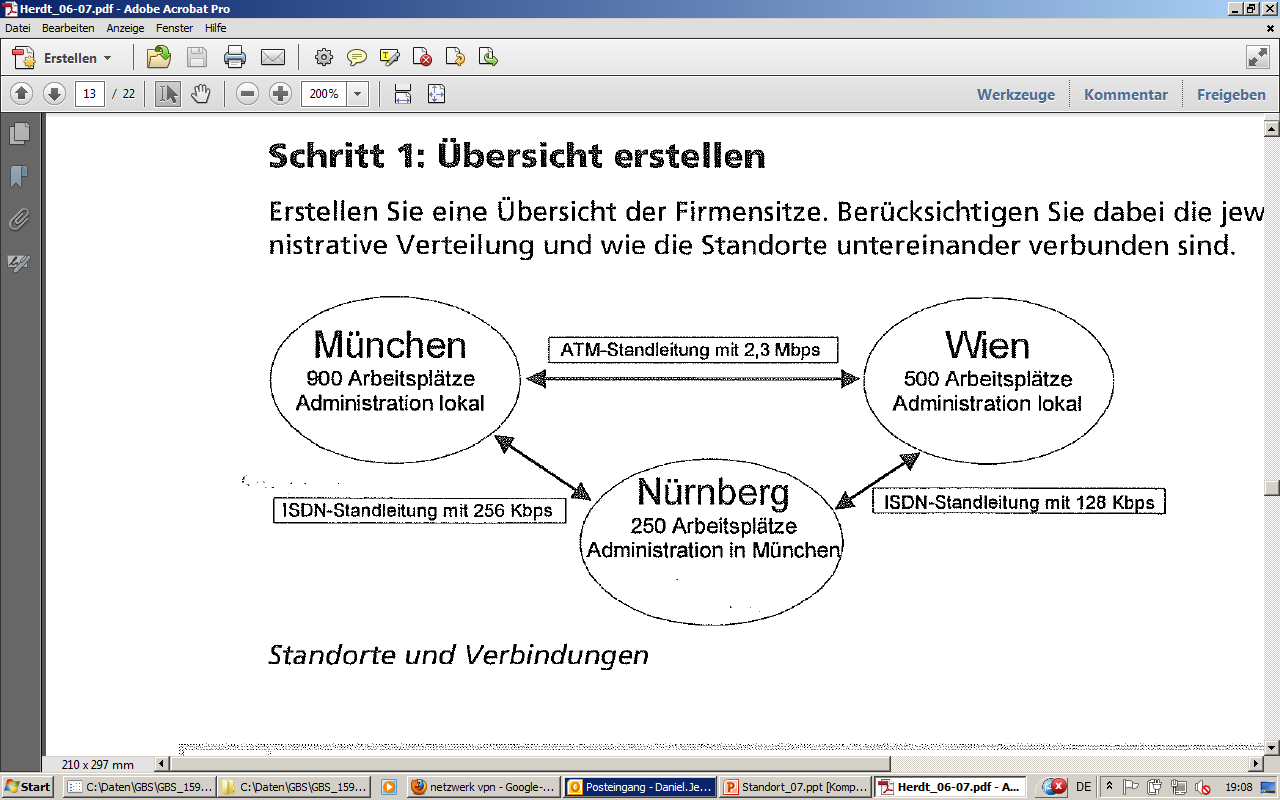 Herdt_06-07.pdf - Adobe Acrobat Pro
Datei Bearbeiten Anzeige Fenster Hilfe
Erstellen
13 / 22 200% Werkzeuge Kommentar Freigeben
Schritt 1: Übersicht erstellen
Erstellen Sie eine Übersicht der Firmensitze. Berücksichtigen Sie dabei die jew
nistrative Verteilung und wie die Standorte untereinander verbunden sind.
München
900 Arbeitsplätze
Administration lokal
ATM-Standleitung mit 2,3 Mbps
Wien
500 Arbeitsplätze
Administration lokal
ISDN-Standleitung mit 256 Kbps
Nürnberg
250 Arbeitsplätze
Administration in München
ISDN-Standleitung mit 128 Kbps
Standorte und Verbindungen
210 x 297 mm
Start C:\Daten\GBS\GBS_159... C:\Daten\GBS\GBS_159... netzwerk vpn - Google-... Posteingang - Daniel.Je... Standort_07.ppt [Komp... Herdt_06-07.pdf - A... DE 19:08